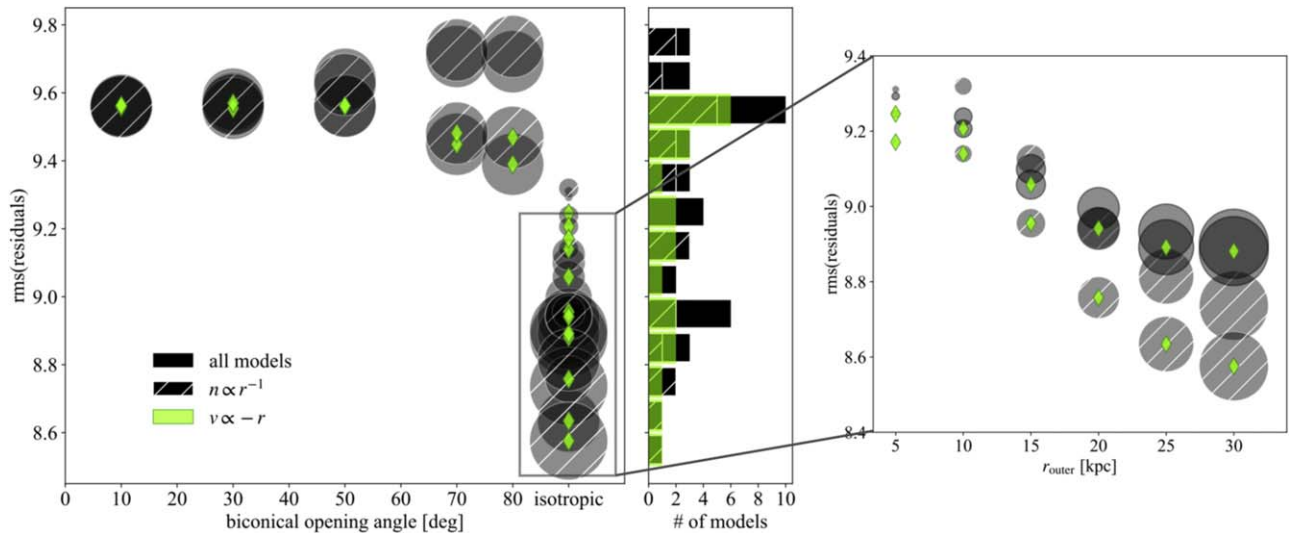 9.8
9.6
9.4
9.2
9.0
8.8
8.6
rms(residuals)
all models
n ∝ r⁻¹
v ∝ − r
0 10 20 30 40 50 60 70 80 isotropic
biconical opening angle [deg]
0 2 4 6 8 10
# of models
9.4
9.2
9.0
8.8
8.6
8.4
rms(residuals)
5 10 15 20 25 30
r_outer [kpc]